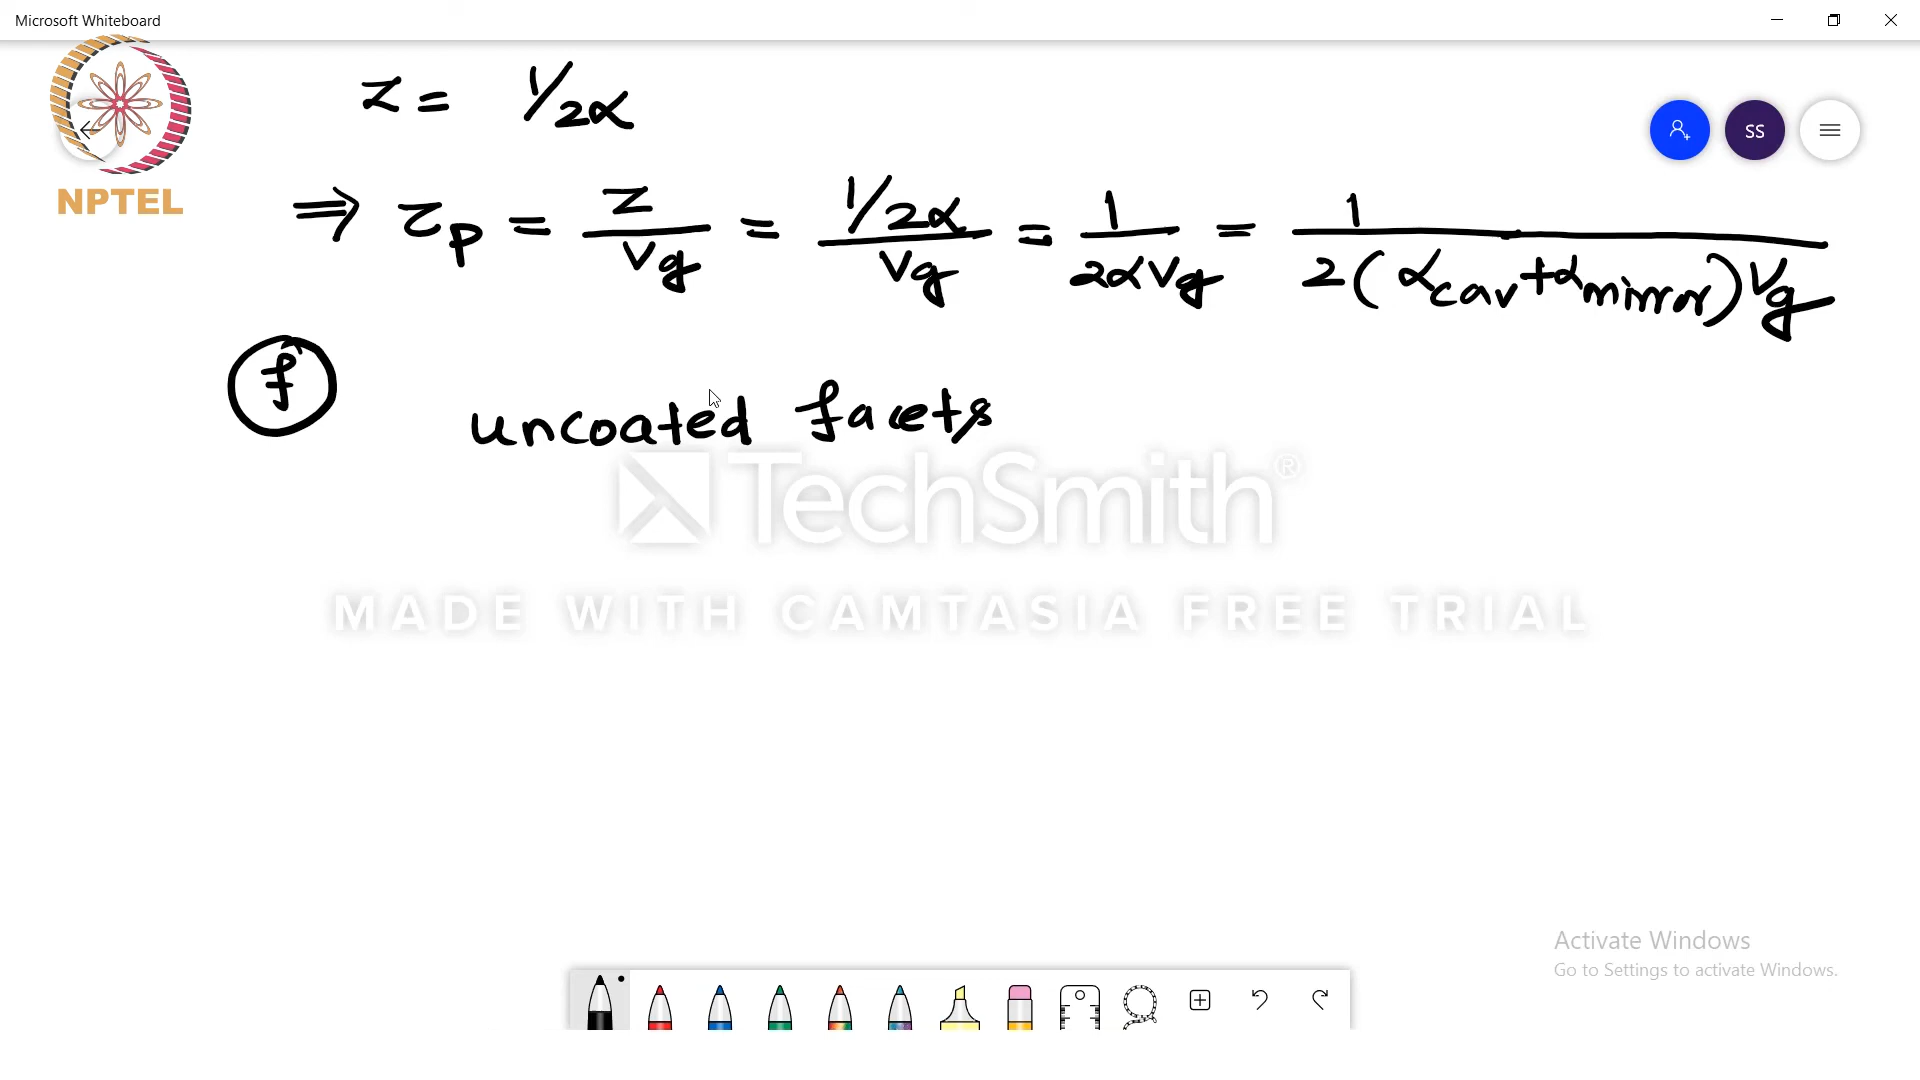 Microsoft Whiteboard
NPTEL
SS
z = 1/2α
⇒ τp = z/vg = (1/2α)/vg = 1/(2αvg) = 1/(2(αcav+αmirror)vg)
f
uncoated facets
TechSmith®
MADE WITH CAMTASIA FREE TRIAL
Activate Windows
Go to Settings to activate Windows.